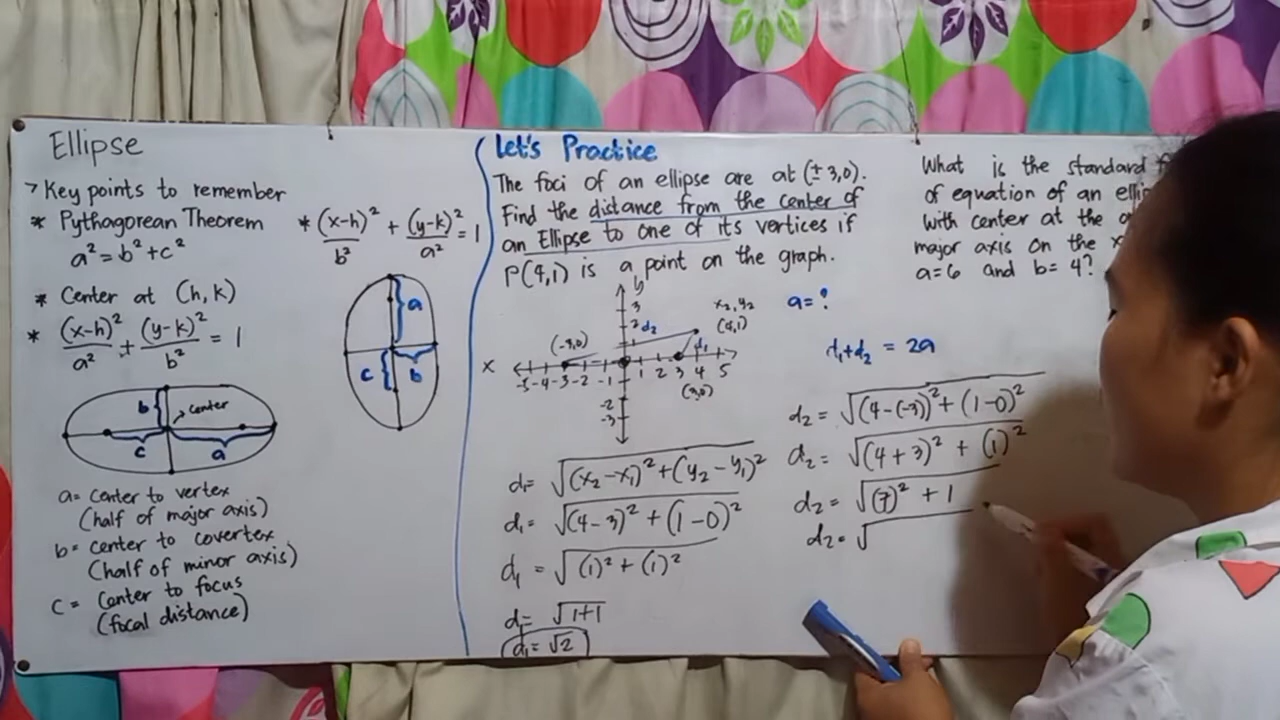 Ellipse
> Key points to remember
* Pythagorean Theorem
a² = b² + c²
* Center at (h, k)
* (x-h)²/a² + (y-k)²/b² = 1
b
center
c
a
a = center to vertex
(half of major axis)
b = center to covertex
(half of minor axis)
c = Center to focus
(focal distance)
* (x-h)²/b² + (y-k)²/a² = 1
a
c
b
Let's Practice
The foci of an ellipse are at (±3,0).
Find the distance from the center of
an Ellipse to one of its vertices if
P(4,1) is a point on the graph.
y
3
2
1
x₂, y₂
(4,1)
d₂
d₁
(-3,0)
x
-5 -4 -3 -2 -1 1 2 3 4 5
(3,0)
-2
-3
d₁ = √(x₂-x₁)² + (y₂-y₁)²
d₁ = √(4-3)² + (1-0)²
d₁ = √(1)² + (1)²
d₁ = √1+1
d₁ = √2
a = ?
d₁+d₂ = 2a
d₂ = √(4-(-3))² + (1-0)²
d₂ = √(4+3)² + (1)²
d₂ = √(7)² + 1
d₂ = √
What is the standard
of equation of an
with center at the
major axis on the
a=6 and b=4?